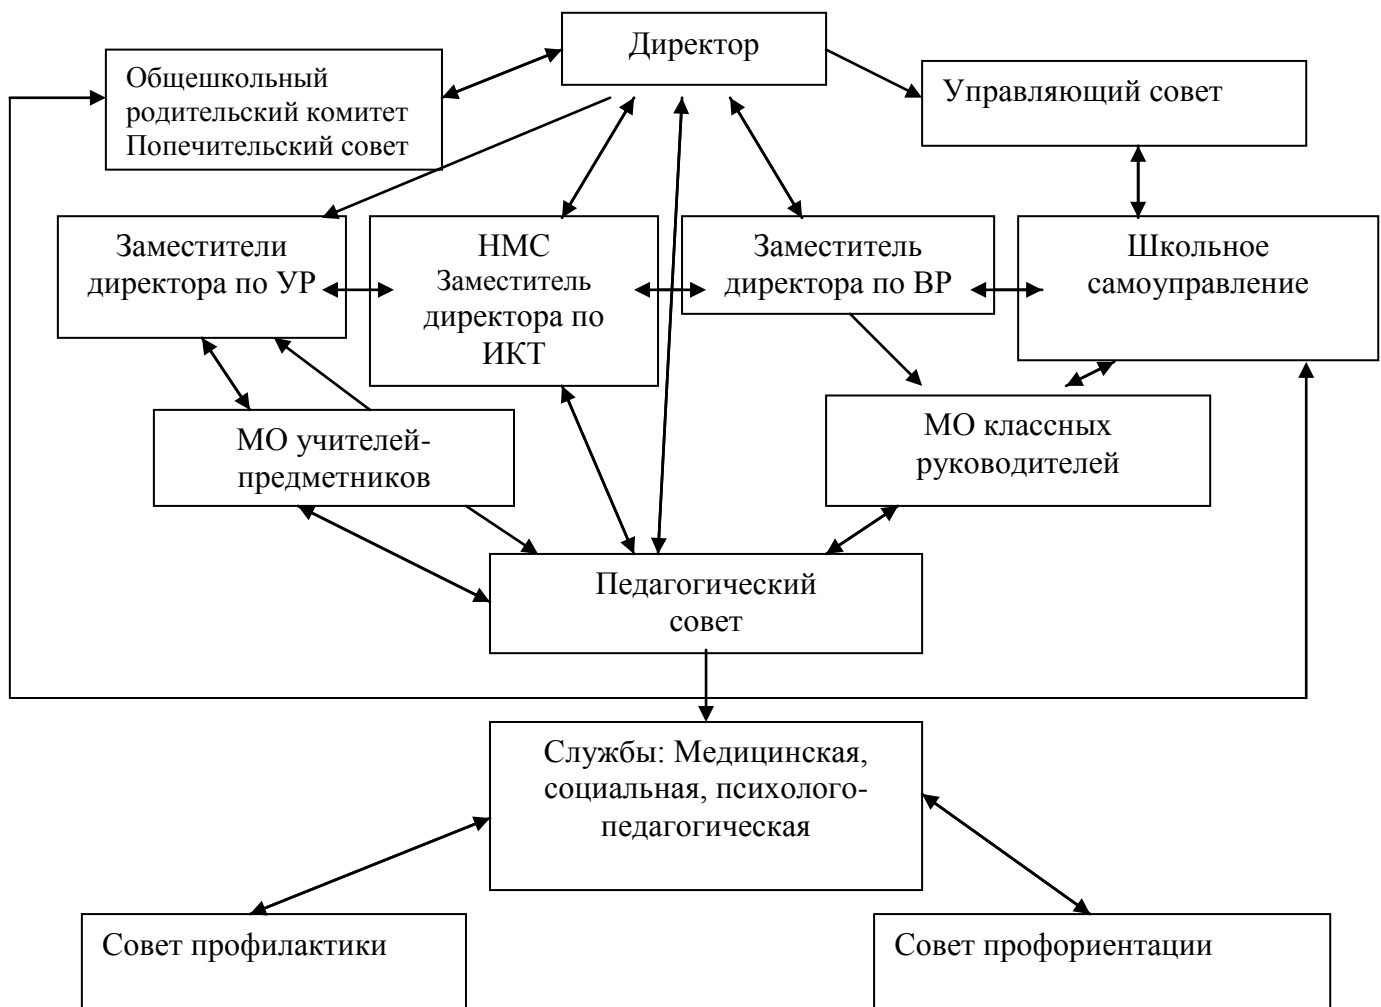 Директор
Общешкольный
родительский комитет
Попечительский совет
Управляющий совет
Заместители
директора по УР
НМС
Заместитель
директора по
ИКТ
Заместитель
директора по ВР
Школьное
самоуправление
МО учителей-
предметников
МО классных
руководителей
Педагогический
совет
Службы: Медицинская,
социальная, психолого-
педагогическая
Совет профилактики
Совет профориентации